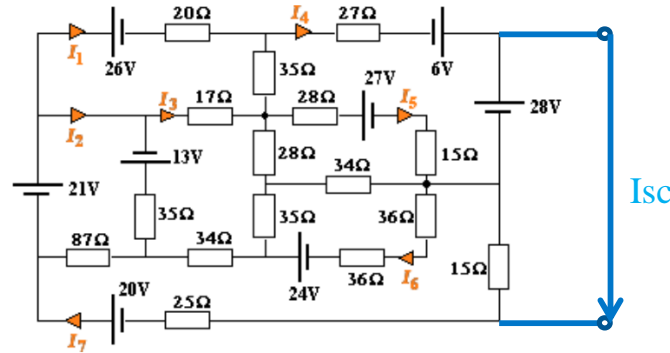 20Ω I4 27Ω
I1 26V 35Ω 6V
27V
I3 17Ω 28Ω I5 28V
I2
13V 28Ω 34Ω 15Ω
21V Isc
35Ω 35Ω 36Ω
87Ω 34Ω 15Ω
24V 36Ω I6
20V 25Ω
I7